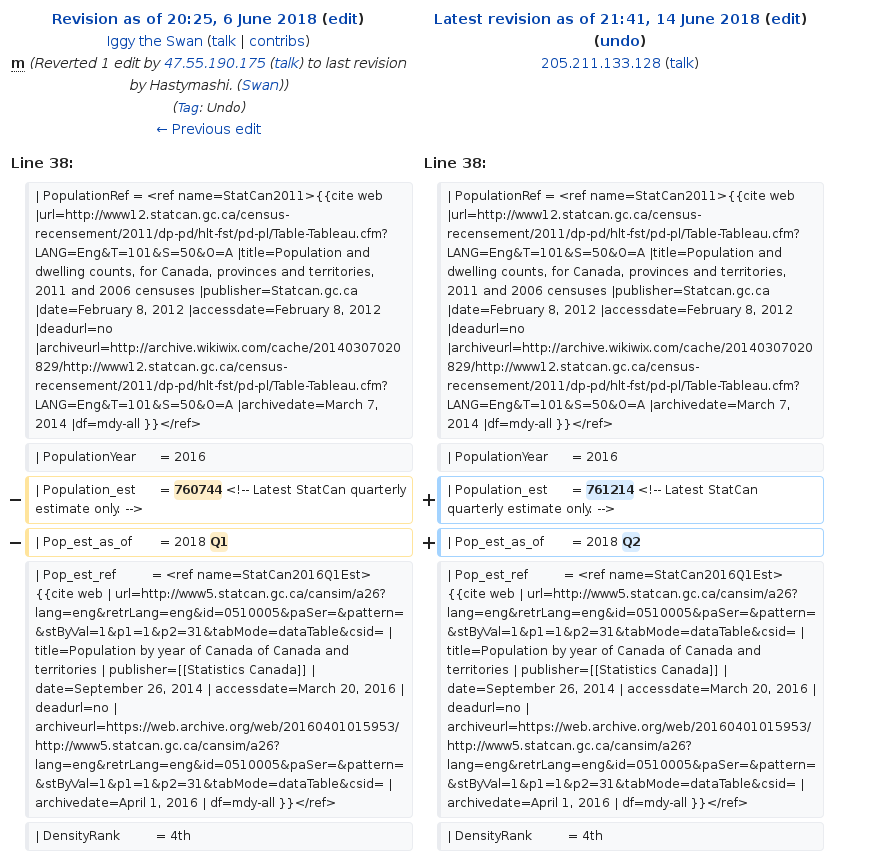 Revision as of 20:25, 6 June 2018 (edit)
Iggy the Swan (talk | contribs)
m (Reverted 1 edit by 47.55.190.175 (talk) to last revision
by Hastymashi. (Swan))
(Tag: Undo)
← Previous edit
Latest revision as of 21:41, 14 June 2018 (edit)
(undo)
205.211.133.128 (talk)
Line 38:
| PopulationRef = <ref name=StatCan2011>{{cite web
|url=http://www12.statcan.gc.ca/census-
recensement/2011/dp-pd/hlt-fst/pd-pl/Table-Tableau.cfm?
LANG=Eng&T=101&S=50&O=A |title=Population and
dwelling counts, for Canada, provinces and territories,
2011 and 2006 censuses |publisher=Statcan.gc.ca
|date=February 8, 2012 |accessdate=February 8, 2012
|deadurl=no
|archiveurl=http://archive.wikiwix.com/cache/20140307020
829/http://www12.statcan.gc.ca/census-
recensement/2011/dp-pd/hlt-fst/pd-pl/Table-Tableau.cfm?
LANG=Eng&T=101&S=50&O=A |archivedate=March 7,
2014 |df=mdy-all }}</ref>
| PopulationYear = 2016
− | Population_est = 760744 <!-- Latest StatCan quarterly
estimate only. -->
− | Pop_est_as_of = 2018 Q1
| Pop_est_ref = <ref name=StatCan2016Q1Est>
{{cite web | url=http://www5.statcan.gc.ca/cansim/a26?
lang=eng&retrLang=eng&id=0510005&paSer=&pattern=
&stByVal=1&p1=1&p2=31&tabMode=dataTable&csid= |
title=Population by year of Canada of Canada and
territories | publisher=[[Statistics Canada]] |
date=September 26, 2014 | accessdate=March 20, 2016 |
deadurl=no |
archiveurl=https://web.archive.org/web/20160401015953/
http://www5.statcan.gc.ca/cansim/a26?
lang=eng&retrLang=eng&id=0510005&paSer=&pattern=
&stByVal=1&p1=1&p2=31&tabMode=dataTable&csid= |
archivedate=April 1, 2016 | df=mdy-all }}</ref>
| DensityRank = 4th
Line 38:
| PopulationRef = <ref name=StatCan2011>{{cite web
|url=http://www12.statcan.gc.ca/census-
recensement/2011/dp-pd/hlt-fst/pd-pl/Table-Tableau.cfm?
LANG=Eng&T=101&S=50&O=A |title=Population and
dwelling counts, for Canada, provinces and territories,
2011 and 2006 censuses |publisher=Statcan.gc.ca
|date=February 8, 2012 |accessdate=February 8, 2012
|deadurl=no
|archiveurl=http://archive.wikiwix.com/cache/20140307020
829/http://www12.statcan.gc.ca/census-
recensement/2011/dp-pd/hlt-fst/pd-pl/Table-Tableau.cfm?
LANG=Eng&T=101&S=50&O=A |archivedate=March 7,
2014 |df=mdy-all }}</ref>
| PopulationYear = 2016
+ | Population_est = 761214 <!-- Latest StatCan
quarterly estimate only. -->
+ | Pop_est_as_of = 2018 Q2
| Pop_est_ref = <ref name=StatCan2016Q1Est>
{{cite web | url=http://www5.statcan.gc.ca/cansim/a26?
lang=eng&retrLang=eng&id=0510005&paSer=&pattern=
&stByVal=1&p1=1&p2=31&tabMode=dataTable&csid= |
title=Population by year of Canada of Canada and
territories | publisher=[[Statistics Canada]] |
date=September 26, 2014 | accessdate=March 20, 2016 |
deadurl=no |
archiveurl=https://web.archive.org/web/20160401015953/
http://www5.statcan.gc.ca/cansim/a26?
lang=eng&retrLang=eng&id=0510005&paSer=&pattern=
&stByVal=1&p1=1&p2=31&tabMode=dataTable&csid= |
archivedate=April 1, 2016 | df=mdy-all }}</ref>
| DensityRank = 4th